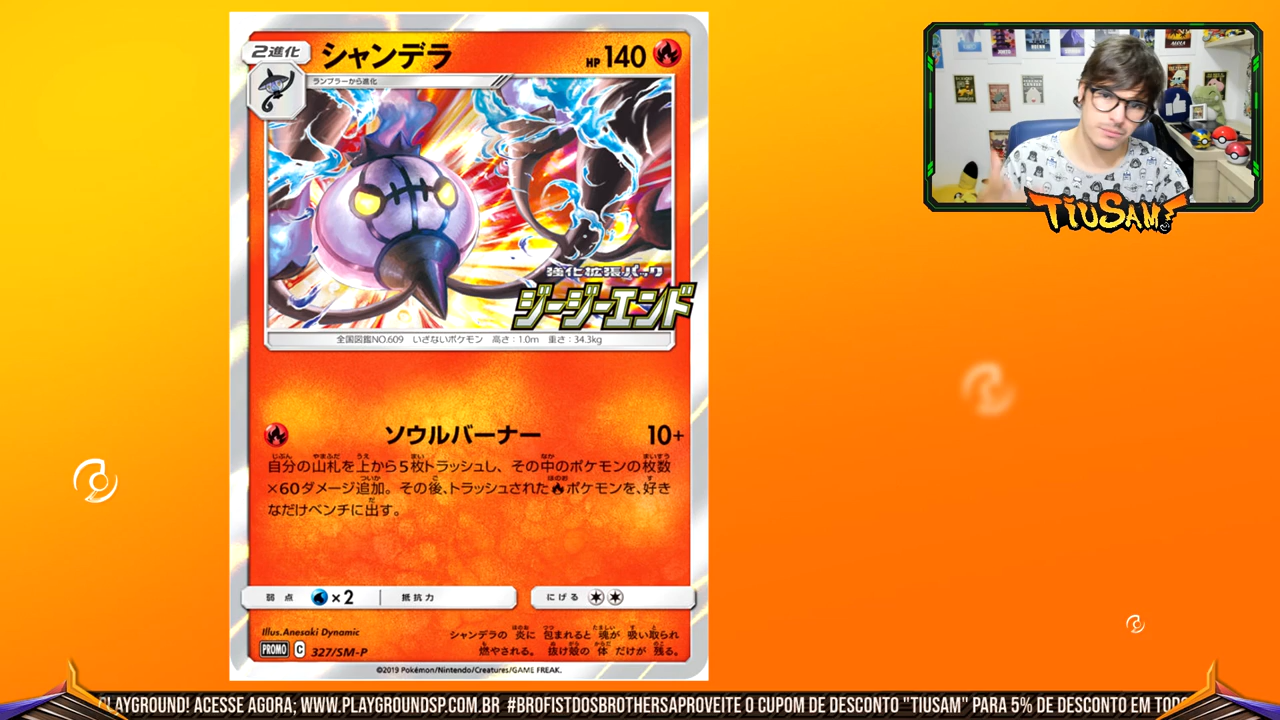 2進化
シャンデラ
HP 140
ランプラーから進化
強化拡張パック
ジージーエンド
全国図鑑NO.609 いざないポケモン 高さ：1.0m 重さ：34.3kg
ソウルバーナー 10+
自分の山札を上から5枚トラッシュし、その中のポケモンの枚数
×60ダメージ追加。その後、トラッシュされた ポケモンを、好き
なだけベンチに出す。
弱点 ×2 抵抗力 にげる
Illus.Anesaki Dynamic
シャンデラの 炎に 包まれると 魂が 吸い取られ
燃やされる。 抜け殻の 体 だけが 残る。
PROMO C 327/SM-P
©2019 Pokémon/Nintendo/Creatures/GAME FREAK.
TIUSAM
PLAYGROUND! ACESSE AGORA; WWW.PLAYGROUNDSP.COM.BR #BROFISTDOSBROTHERSAPROVEITE O CUPOM DE DESCONTO "TIUSAM" PARA 5% DE DESCONTO EM TOD